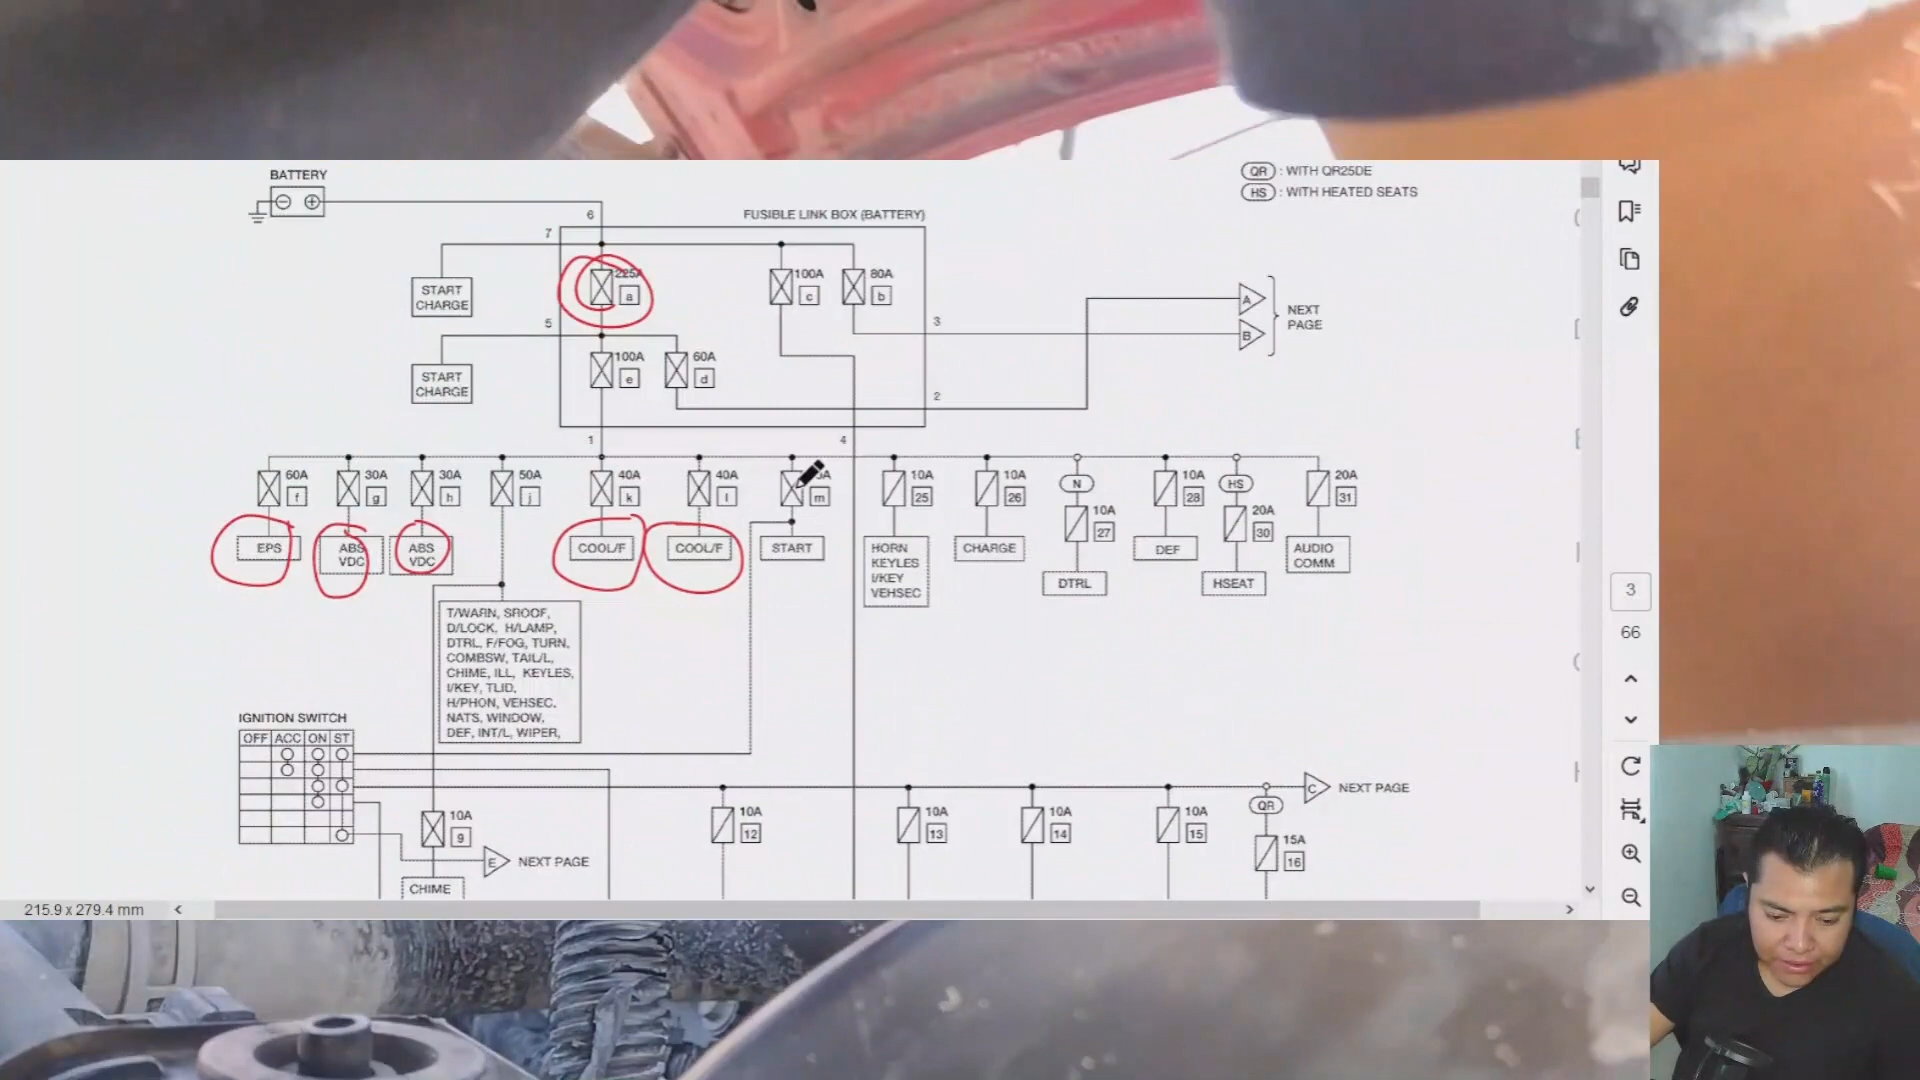 BATTERY
QR : WITH QR25DE
HS : WITH HEATED SEATS
6
FUSIBLE LINK BOX (BATTERY)
7
225A
a
100A
c
80A
b
START
CHARGE
A
B
NEXT
PAGE
5
3
100A
e
60A
d
START
CHARGE
2
1
4
60A
f
30A
g
30A
h
50A
j
40A
k
40A
l
m
10A
25
10A
26
N
10A
27
10A
28
HS
20A
30
20A
31
EPS
ABS
VDC
ABS
VDC
COOL/F
COOL/F
START
HORN
KEYLES
I/KEY
VEHSEC
CHARGE
DTRL
DEF
HSEAT
AUDIO
COMM
T/WARN, SROOF,
D/LOCK, H/LAMP,
DTRL, F/FOG, TURN,
COMBSW, TAIL/L,
CHIME, ILL, KEYLES,
I/KEY, TLID,
H/PHON, VEHSEC,
NATS, WINDOW,
DEF, INT/L, WIPER,
IGNITION SWITCH
OFF ACC ON ST
10A
9
E NEXT PAGE
CHIME
10A
12
10A
13
10A
14
10A
15
QR
15A
16
C NEXT PAGE
3
66
215.9 x 279.4 mm